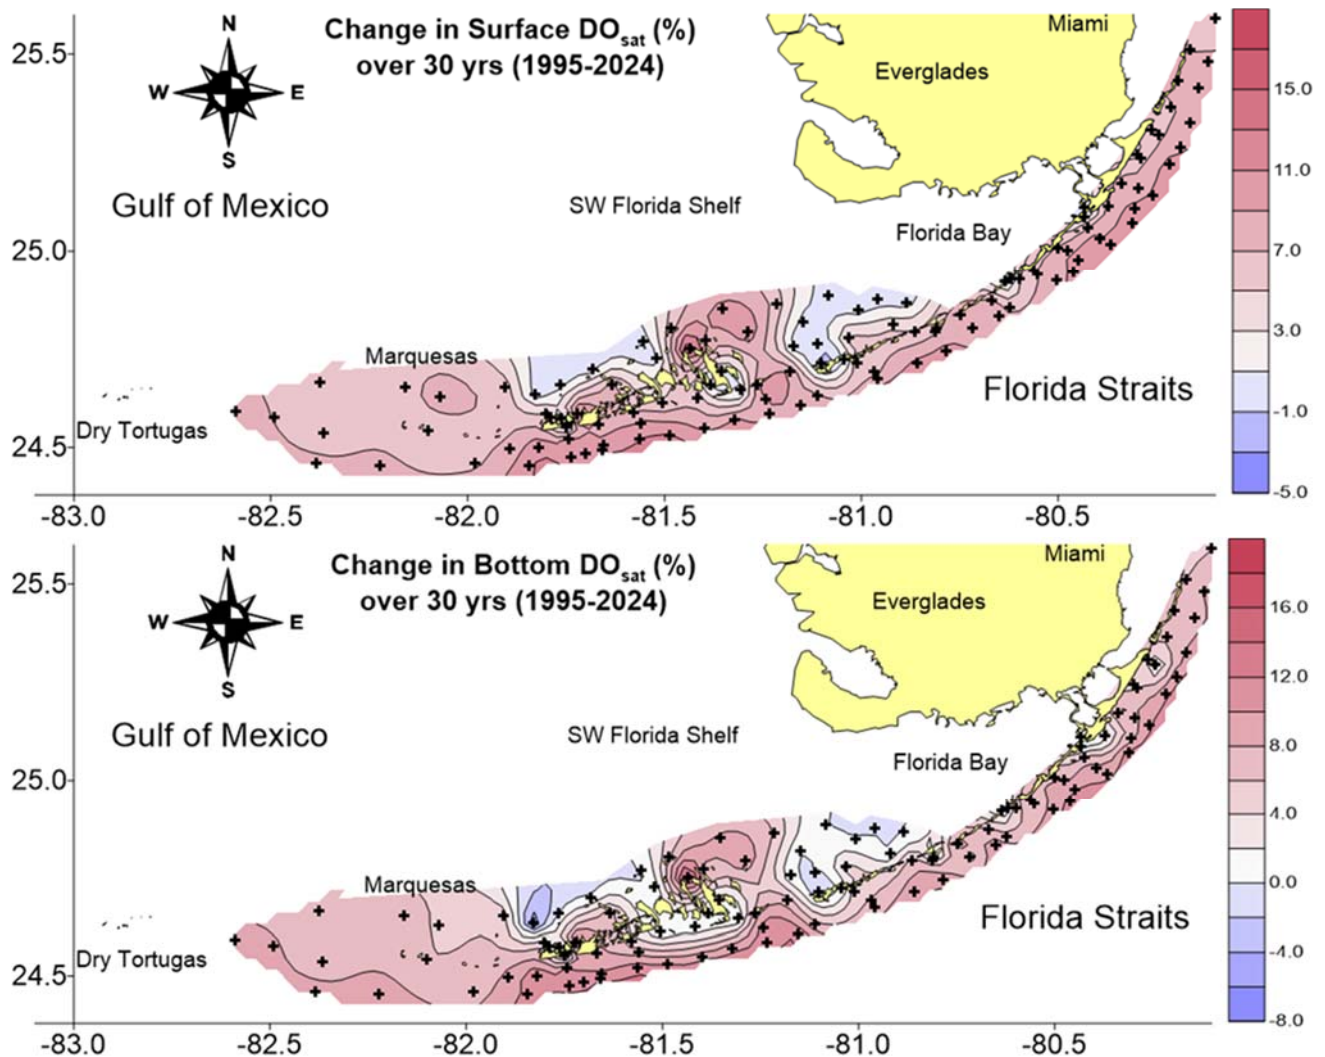 Change in Surface DOsat (%)
over 30 yrs (1995-2024)
Miami
Everglades
N
W E
S
Gulf of Mexico
SW Florida Shelf
Florida Bay
Marquesas
Dry Tortugas
Florida Straits
25.5
25.0
24.5
-83.0 -82.5 -82.0 -81.5 -81.0 -80.5
15.0
11.0
7.0
3.0
-1.0
-5.0
Change in Bottom DOsat (%)
over 30 yrs (1995-2024)
Miami
Everglades
N
W E
S
Gulf of Mexico
SW Florida Shelf
Florida Bay
Marquesas
Dry Tortugas
Florida Straits
25.5
25.0
24.5
-83.0 -82.5 -82.0 -81.5 -81.0 -80.5
16.0
12.0
8.0
4.0
0.0
-4.0
-8.0